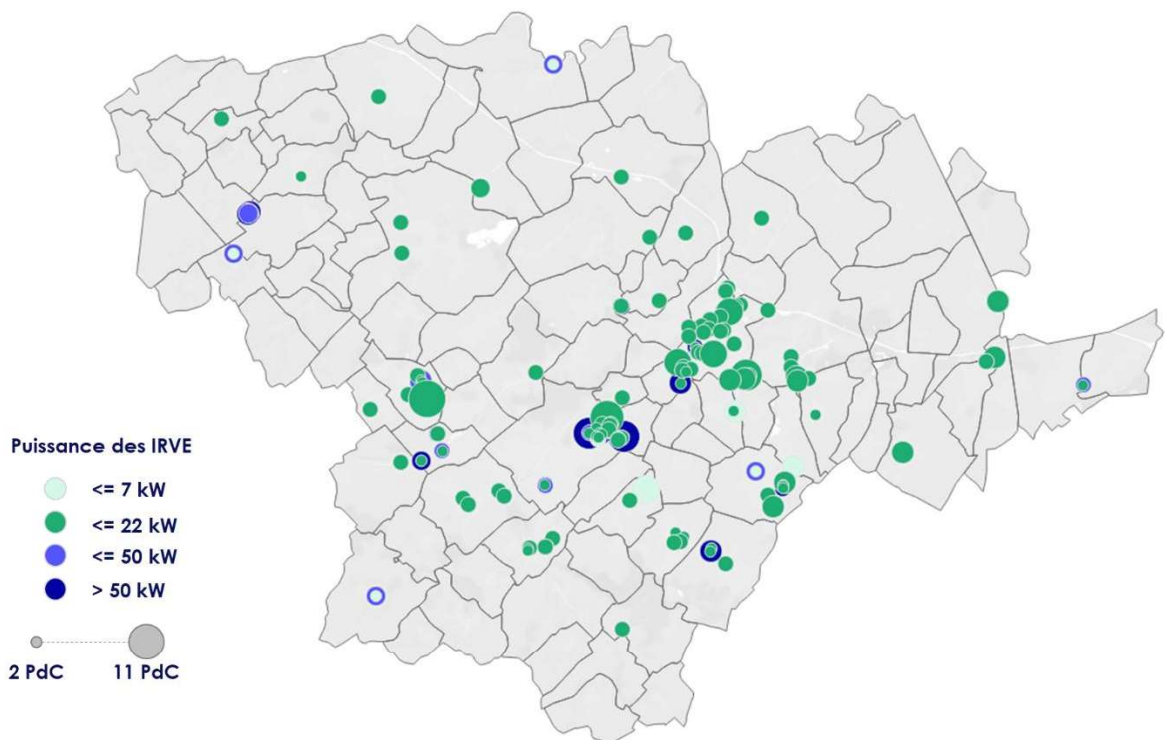 Puissance des IRVE
<= 7 kW
<= 22 kW
<= 50 kW
> 50 kW
2 PdC 11 PdC